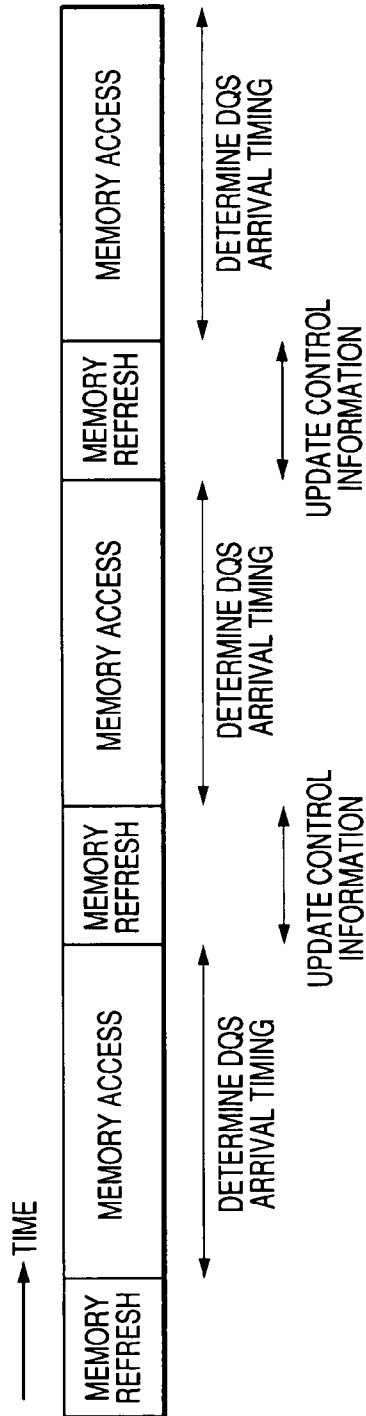 TIME
MEMORY
REFRESH
MEMORY ACCESS
MEMORY
REFRESH
MEMORY ACCESS
MEMORY
REFRESH
MEMORY ACCESS
DETERMINE DQS
ARRIVAL TIMING
UPDATE CONTROL
INFORMATION
DETERMINE DQS
ARRIVAL TIMING
UPDATE CONTROL
INFORMATION
DETERMINE DQS
ARRIVAL TIMING